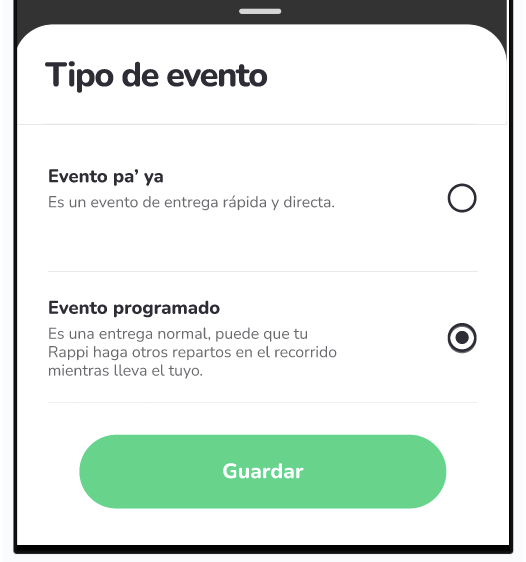 Tipo de evento
Evento pa’ ya
Es un evento de entrega rápida y directa.
Evento programado
Es una entrega normal, puede que tu
Rappi haga otros repartos en el recorrido
mientras lleva el tuyo.
Guardar